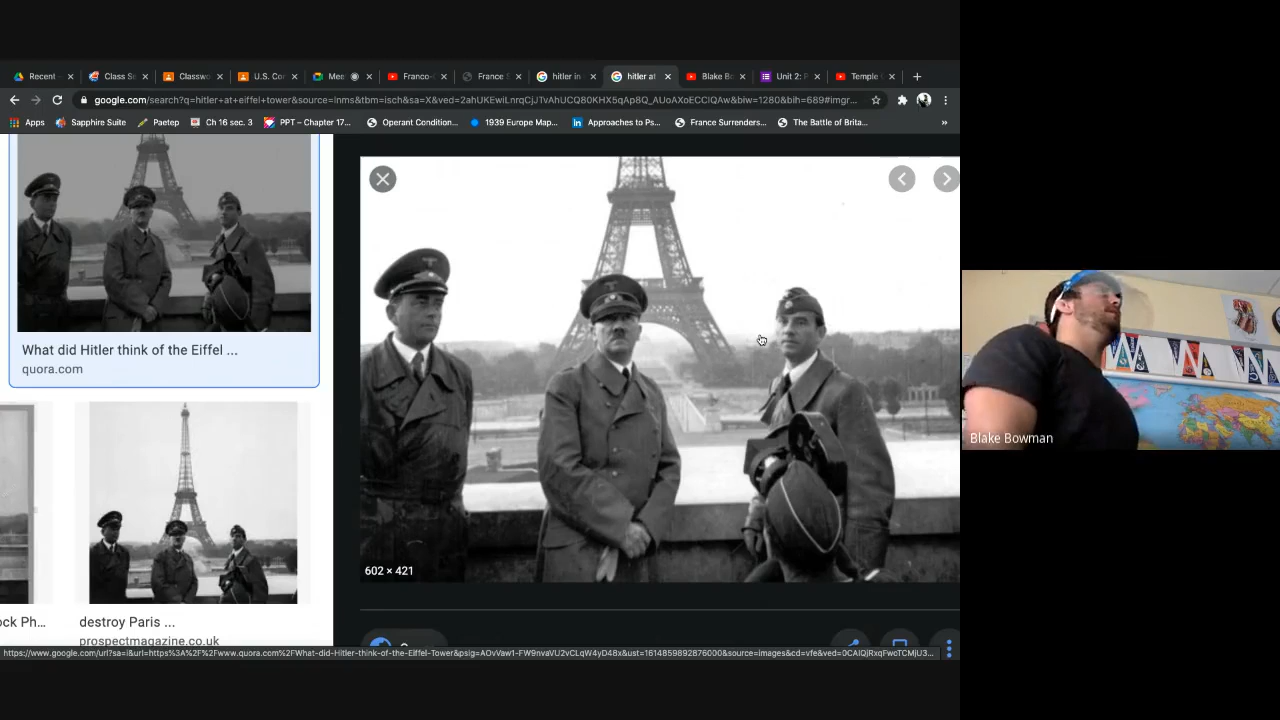 Recent
Class S
Classwo
U.S. Co
Mee
Franco-
France S
hitler in
hitler at
Blake B
Unit 2: P
Temple
google.com/search?q=hitler+at+eiffel+tower&source=lnms&tbm=isch&sa=X&ved=2ahUKEwiLnrqCjJTvAhUCQ80KHX5qAp8Q_AUoAXoECCIQAw&biw=1280&bih=689#imgr...
Apps
Sapphire Suite
Paetep
Ch 16 sec. 3
PPT – Chapter 17...
Operant Condition...
1939 Europe Map...
Approaches to Ps...
France Surrenders...
The Battle of Brita...
»
What did Hitler think of the Eiffel ...
quora.com
602 × 421
Blake Bowman
ock Ph...
destroy Paris ...
prospectmagazine.co.uk